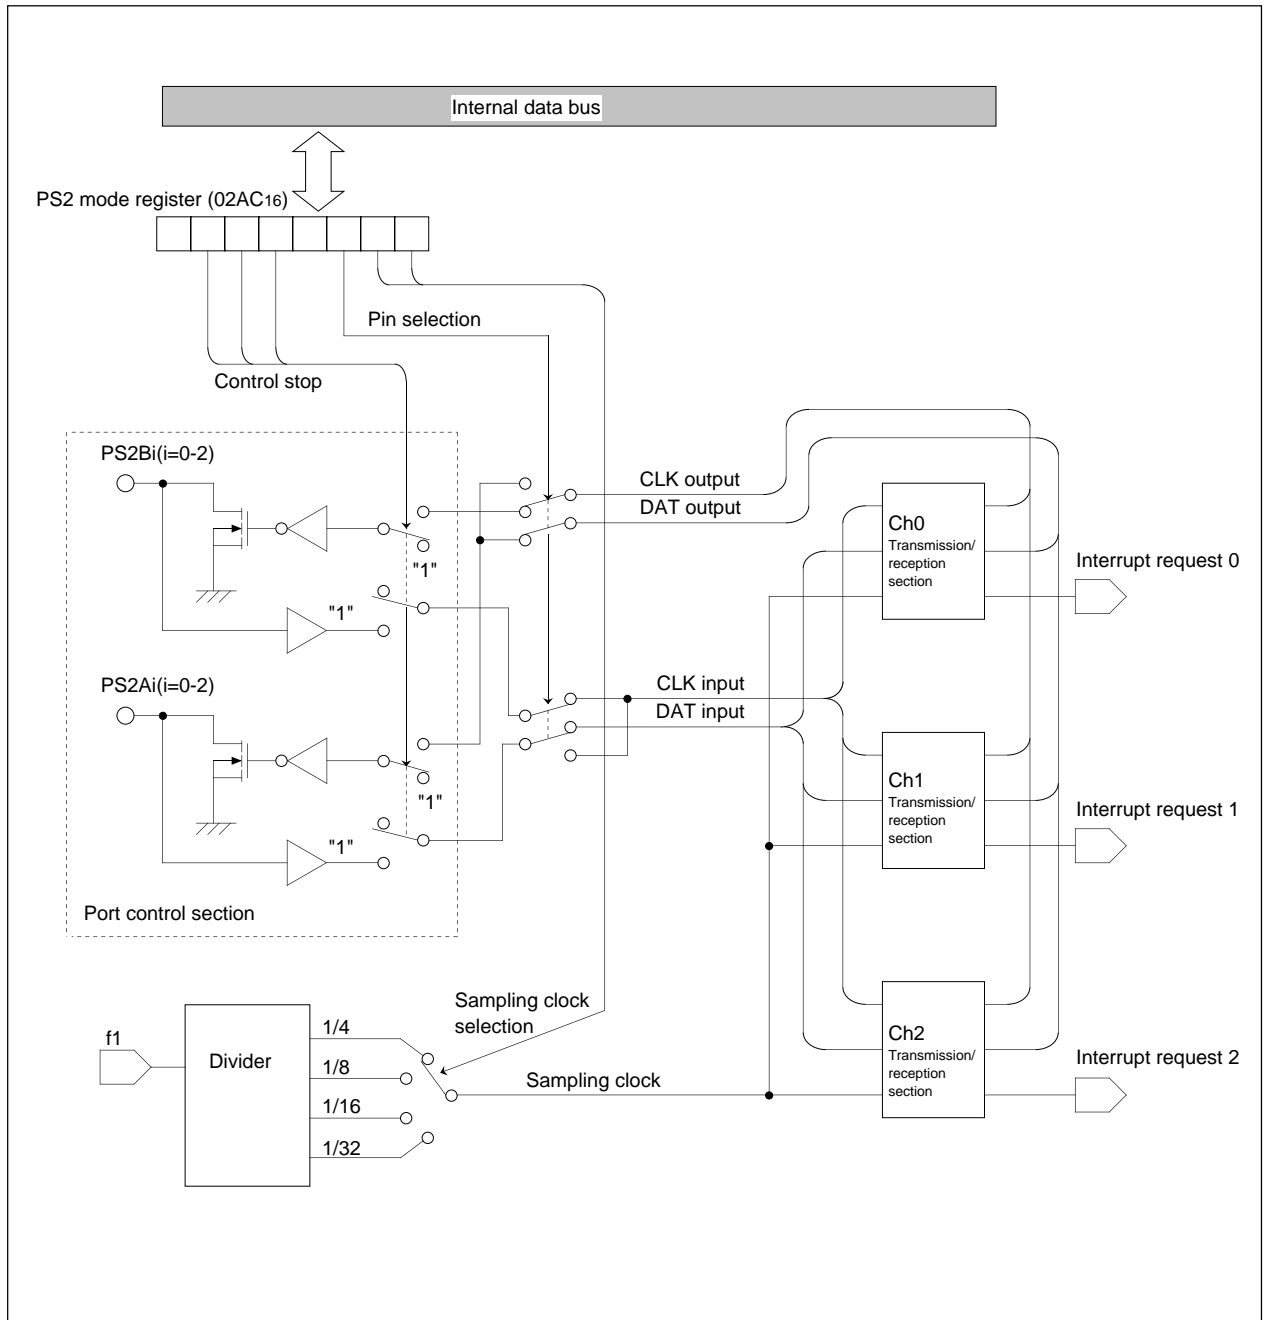 Internal data bus
PS2 mode register (02AC16)
Pin selection
Control stop
PS2Bi(i=0-2)
"1"
"1"
PS2Ai(i=0-2)
"1"
"1"
Port control section
CLK output
DAT output
CLK input
DAT input
Ch0
Transmission/
reception
section
Interrupt request 0
Ch1
Transmission/
reception
section
Interrupt request 1
Ch2
Transmission/
reception
section
Interrupt request 2
Sampling clock
selection
f1
Divider
1/4
1/8
1/16
1/32
Sampling clock